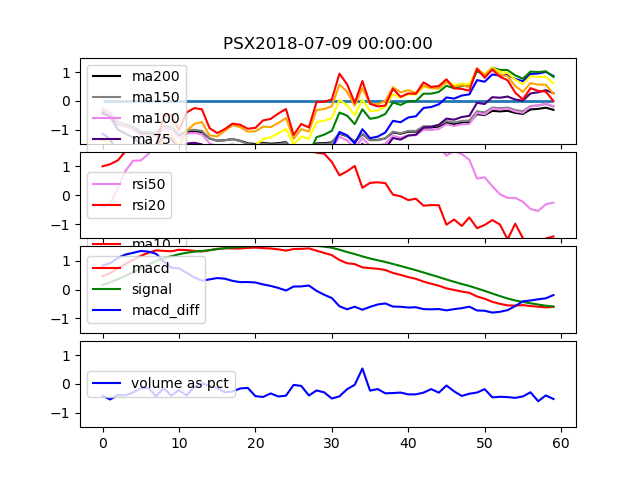 PSX2018-07-09 00:00:00
1
0
−1
ma200
ma150
ma100
ma75
1
0
−1
rsi50
rsi20
ma10
1
0
−1
macd
signal
macd_diff
1
0
−1
volume as pct
0 10 20 30 40 50 60